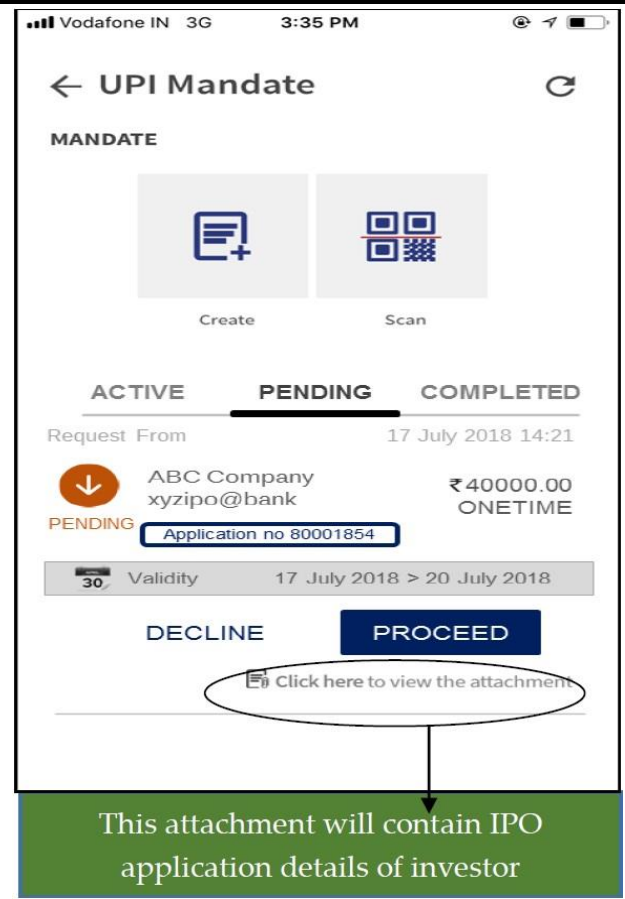 Vodafone IN 3G 3:35 PM
← UPI Mandate
MANDATE
Create Scan
ACTIVE PENDING COMPLETED
Request From 17 July 2018 14:21
ABC Company ₹40000.00
xyzipo@bank ONETIME
PENDING
Application no 80001854
30 Validity 17 July 2018 > 20 July 2018
DECLINE PROCEED
Click here to view the attachment
This attachment will contain IPO
application details of investor